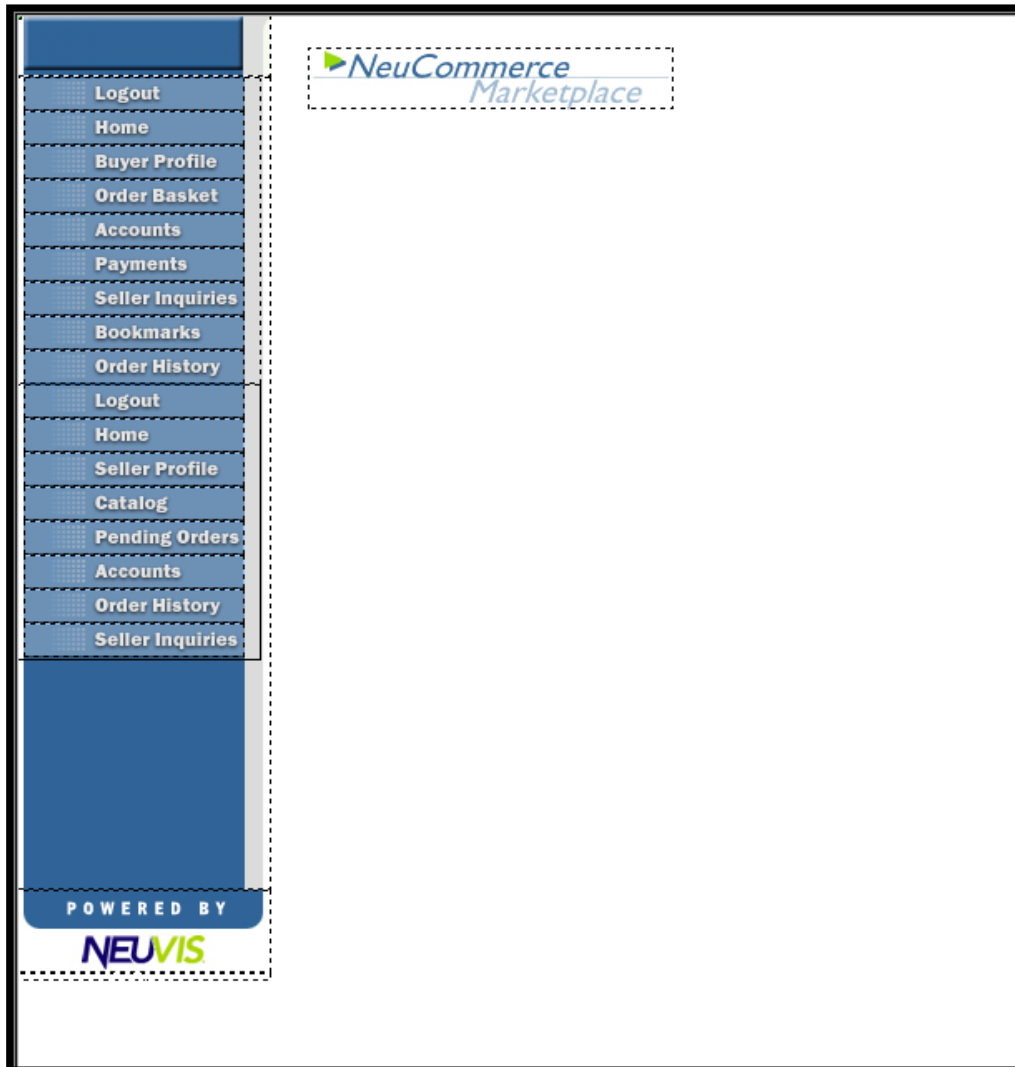 NeuCommerce
Marketplace
Logout
Home
Buyer Profile
Order Basket
Accounts
Payments
Seller Inquiries
Bookmarks
Order History
Logout
Home
Seller Profile
Catalog
Pending Orders
Accounts
Order History
Seller Inquiries
POWERED BY
NEUVIS